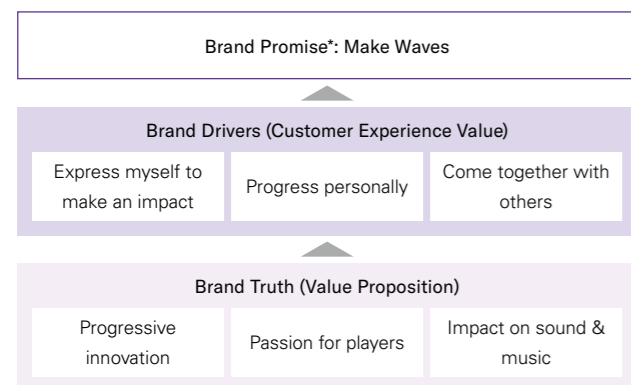 Brand Promise*: Make Waves
Brand Drivers (Customer Experience Value)
Express myself to
make an impact
Progress personally
Come together with
others
Brand Truth (Value Proposition)
Progressive
innovation
Passion for players
Impact on sound &
music